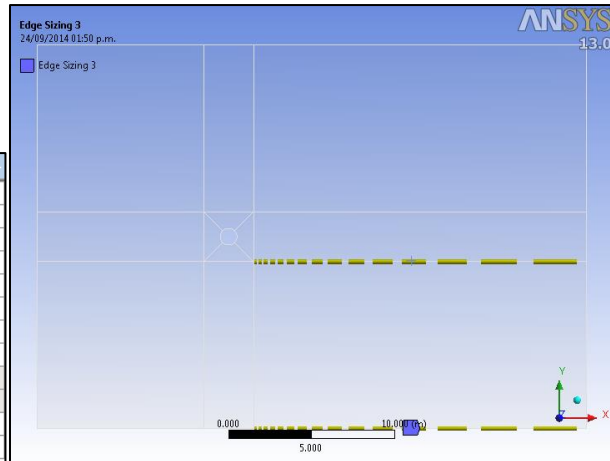 Edge Sizing 3
24/09/2014 01:50 p.m.
Edge Sizing 3
ANSYS
13.0
Y
X
Z
0.000
10.000 (m)
5.000